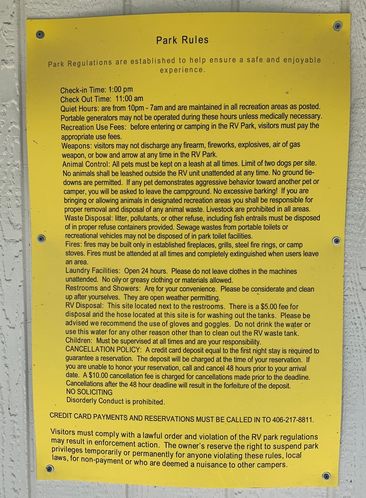 Park Rules
Park Regulations are established to help ensure a safe and enjoyable
experience.
Check-in Time: 1:00 pm
Check Out Time: 11:00 am
Quiet Hours: are from 10pm - 7am and are maintained in all recreation areas as posted.
Portable generators may not be operated during these hours unless medically necessary.
Recreation Use Fees: before entering or camping in the RV Park, visitors must pay the
appropriate use fees.
Weapons: visitors may not discharge any firearm, fireworks, explosives, air of gas
weapon, or bow and arrow at any time in the RV Park.
Animal Control: All pets must be kept on a leash at all times. Limit of two dogs per site.
No animals shall be leashed outside the RV unit unattended at any time. No ground tie-
downs are permitted. If any pet demonstrates aggressive behavior toward another pet or
camper, you will be asked to leave the campground. No excessive barking! If you are
bringing or allowing animals in designated recreation areas you shall be responsible for
proper removal and disposal of any animal waste. Livestock are prohibited in all areas.
Waste Disposal: litter, pollutants, or other refuse, including fish entrails must be disposed
of in proper refuse containers provided. Sewage wastes from portable toilets or
recreational vehicles may not be disposed of in park toilet facilities.
Fires: fires may be built only in established fireplaces, grills, steel fire rings, or camp
stoves. Fires must be attended at all times and completely extinguished when users leave
an area.
Laundry Facilities: Open 24 hours. Please do not leave clothes in the machines
unattended. No oily or greasy clothing or materials allowed.
Restrooms and Showers: Are for your convenience. Please be considerate and clean
up after yourselves. They are open weather permitting.
RV Disposal: This site located next to the restrooms. There is a $5.00 fee for
disposal and the hose located at this site is for washing out the tanks. Please be
advised we recommend the use of gloves and goggles. Do not drink the water or
use this water for any other reason other than to clean out the RV waste tank.
Children: Must be supervised at all times and are your responsibility.
CANCELLATION POLICY: A credit card deposit equal to the first night stay is required to
guarantee a reservation. The deposit will be charged at the time of your reservation. If
you are unable to honor your reservation, call and cancel 48 hours prior to your arrival
date. A $10.00 cancellation fee is charged for cancellations made prior to the deadline.
Cancellations after the 48 hour deadline will result in the forfeiture of the deposit.
NO SOLICITING
Disorderly Conduct is prohibited.
CREDIT CARD PAYMENTS AND RESERVATIONS MUST BE CALLED IN TO 406-217-8811.
Visitors must comply with a lawful order and violation of the RV park regulations
may result in enforcement action. The owner's reserve the right to suspend park
privileges temporarily or permanently for anyone violating these rules, local
laws, for non-payment or who are deemed a nuisance to other campers.